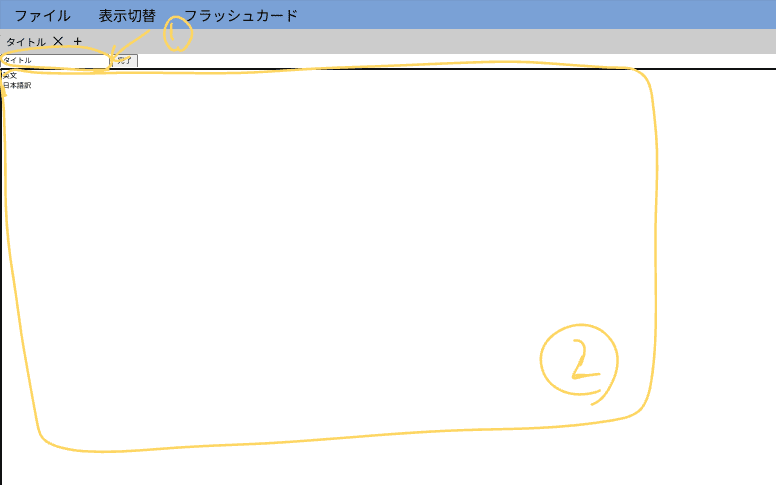 ファイル 表示切替 フラッシュカード
タイトル × +
タイトル 完了
英文
日本語訳
1
2